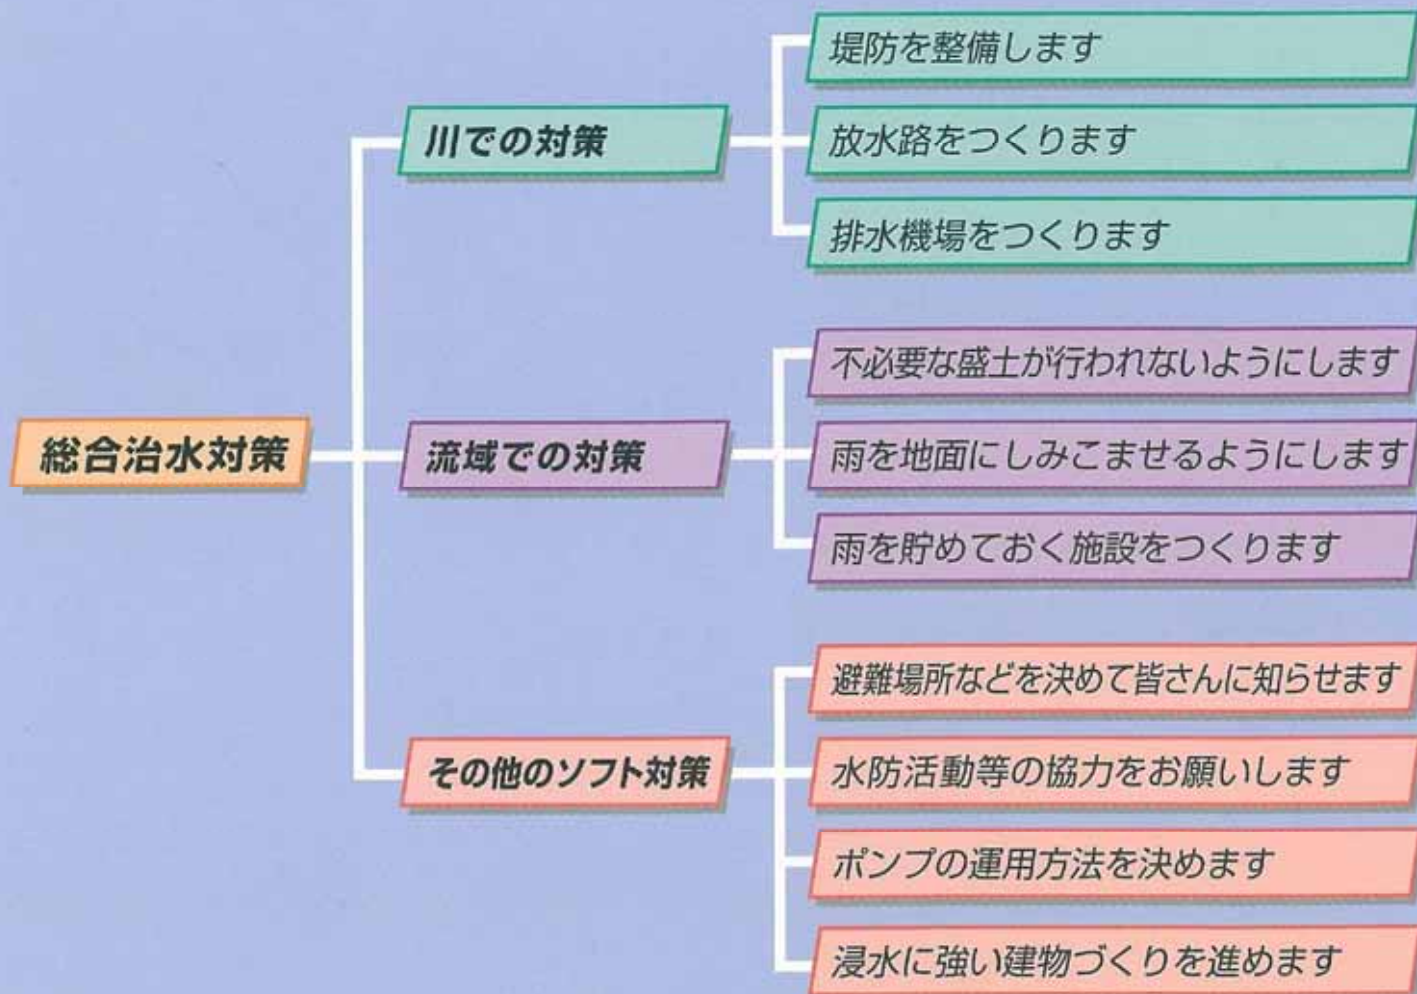 総合治水対策
川での対策
堤防を整備します
放水路をつくります
排水機場をつくります
流域での対策
不必要な盛土が行われないようにします
雨を地面にしみこませるようにします
雨を貯めておく施設をつくります
その他のソフト対策
避難場所などを決めて皆さんに知らせます
水防活動等の協力をお願いします
ポンプの運用方法を決めます
浸水に強い建物づくりを進めます